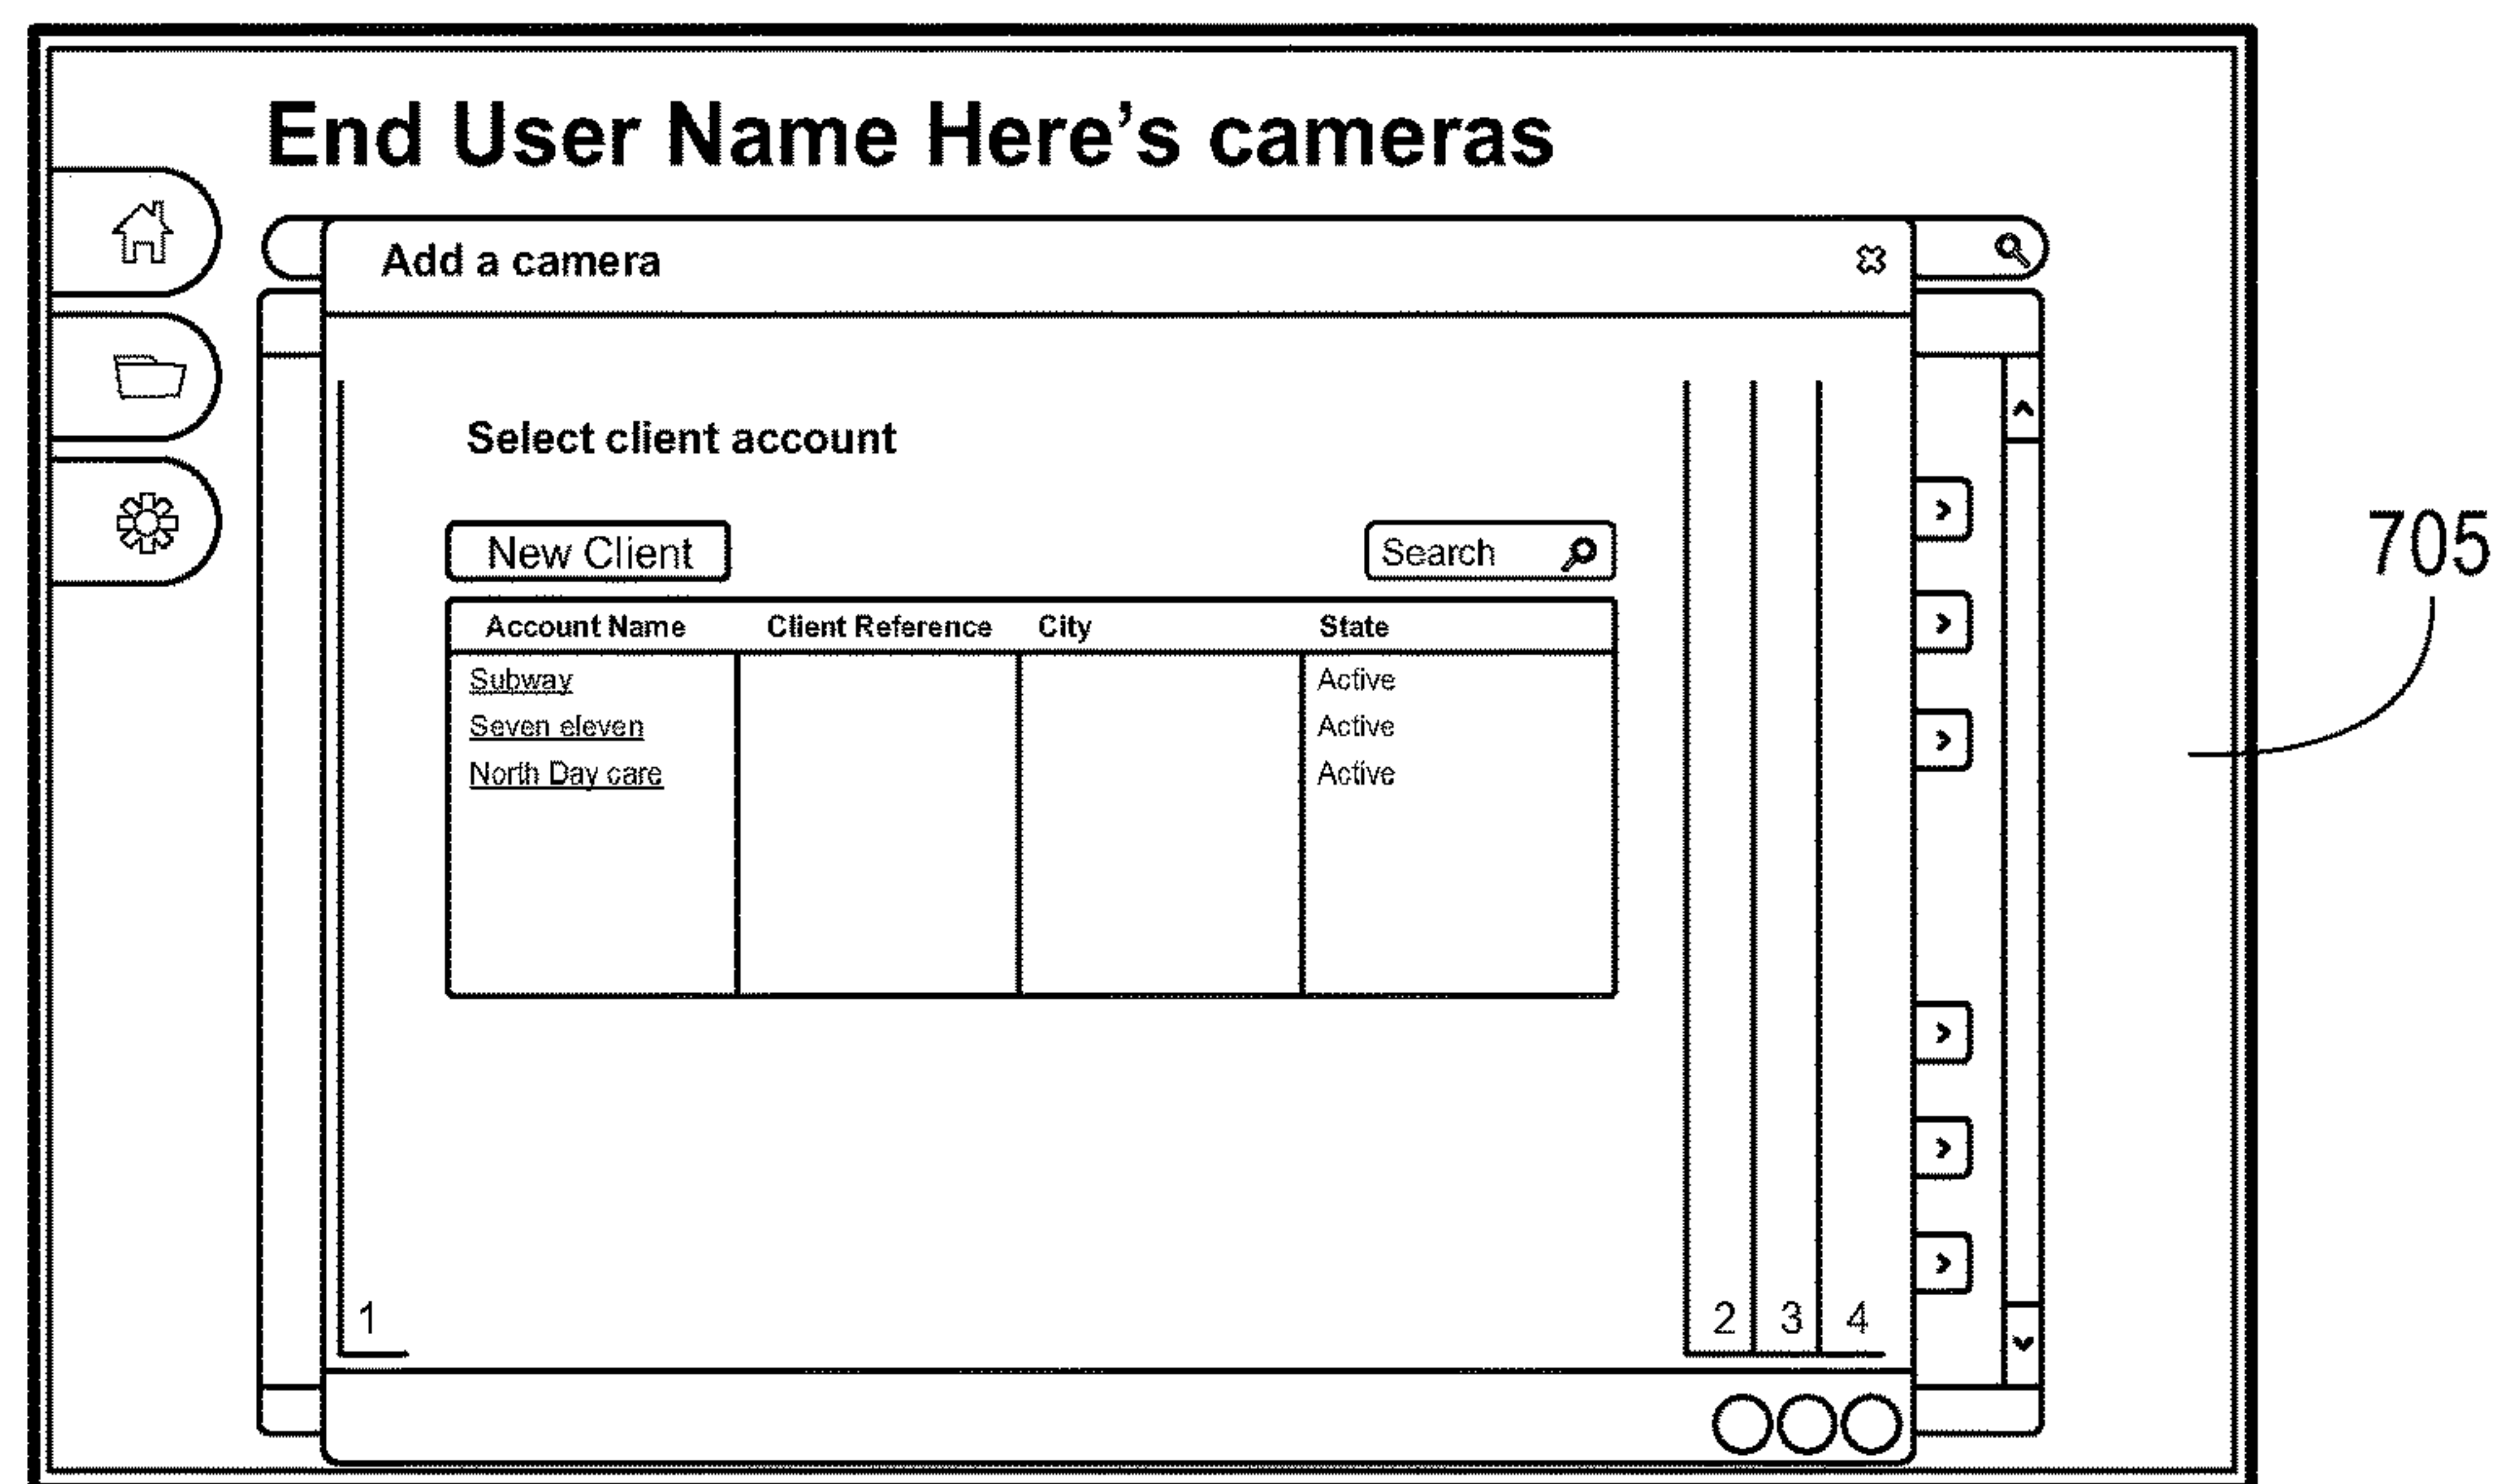 End User Name Here's cameras
Add a camera
Select client account
New Client
Search
705
Account Name Client Reference City State
Subway Active
Seven eleven Active
North Day care Active
1 2 3 4